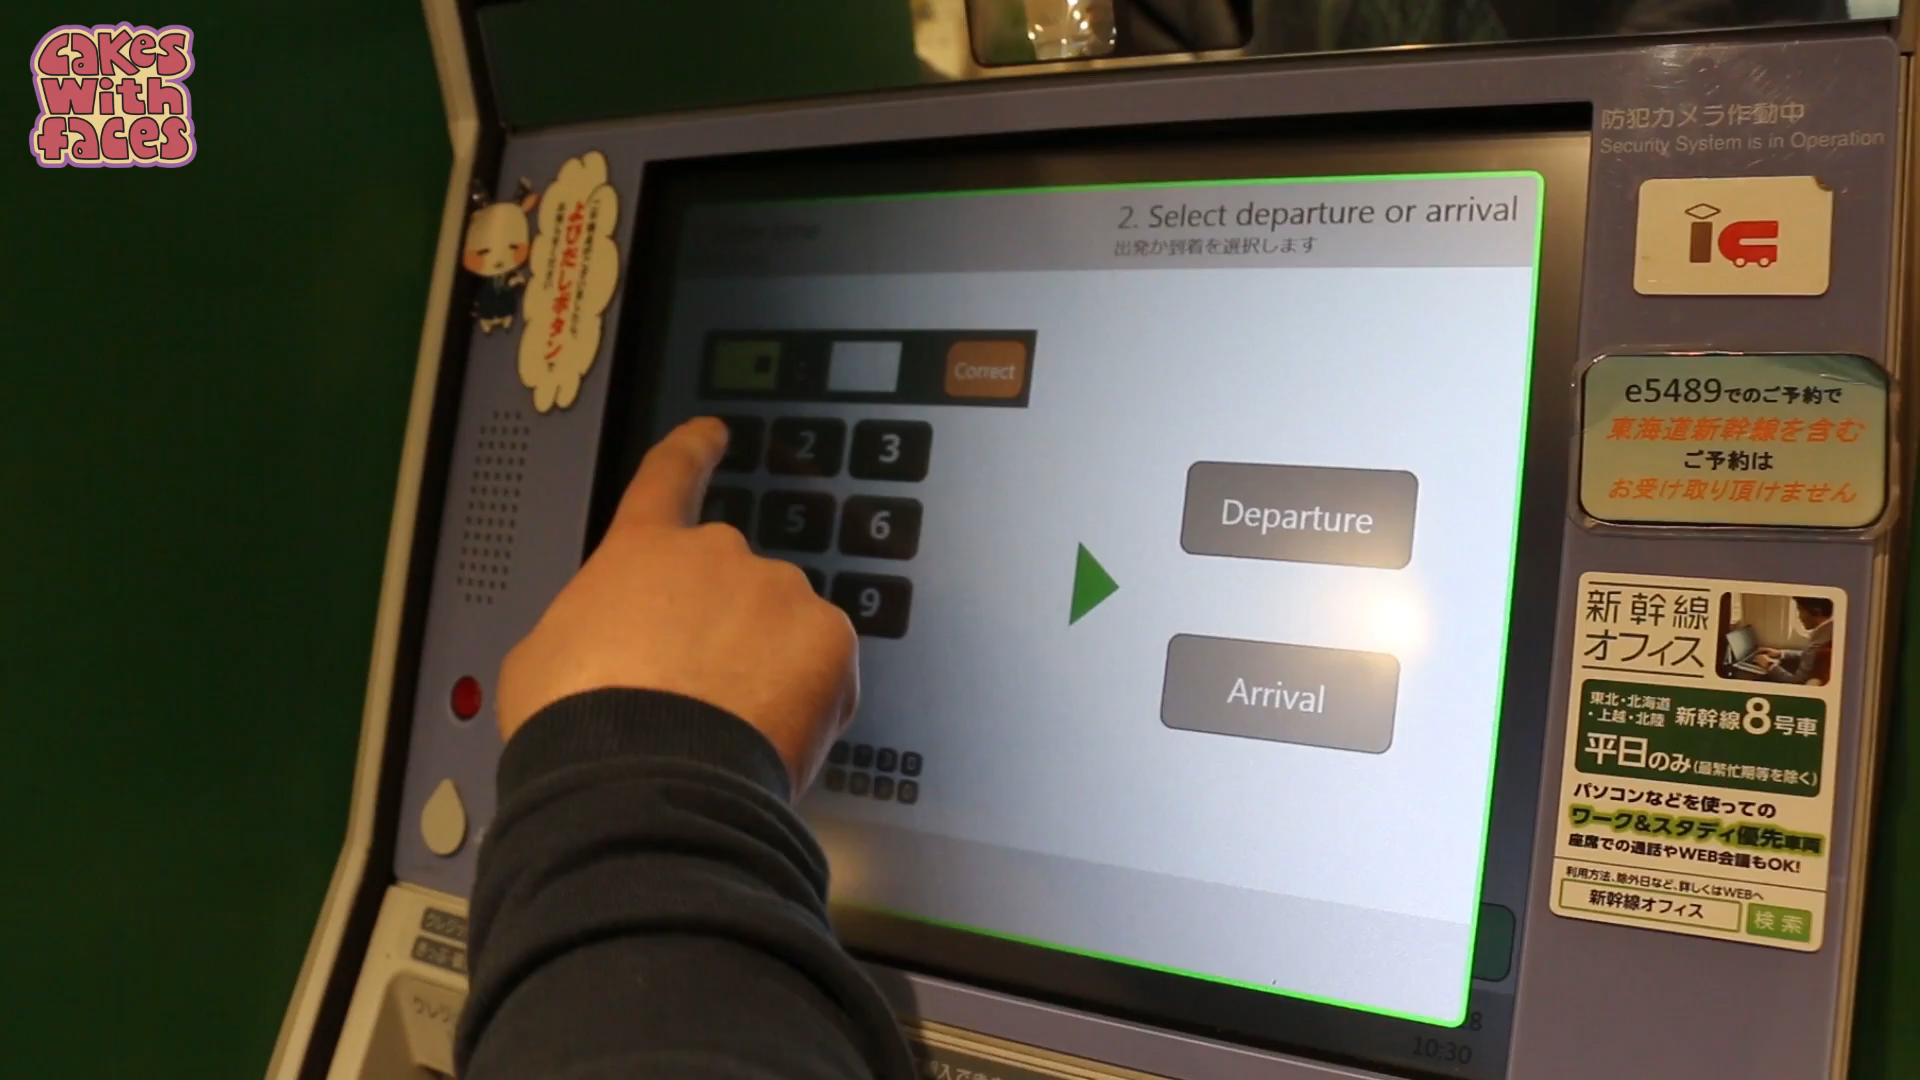 Cakes
With
faces
防犯カメラ作動中
Security System is in Operation
2. Select departure or arrival
出発か到着を選択します
Correct
2
3
5
6
9
Departure
Arrival
よびだしボタン
ic
e5489でのご予約で
東海道新幹線を含む
ご予約は
お受け取り頂けません
新幹線
オフィス
東北・北海道
・上越・北陸
新幹線8号車
平日のみ(最繁忙期等を除く)
パソコンなどを使っての
ワーク&スタディ優先車両
座席での通話やWEB会議もOK!
利用方法、除外日など、詳しくはWEBへ
新幹線オフィス
検索
10:30